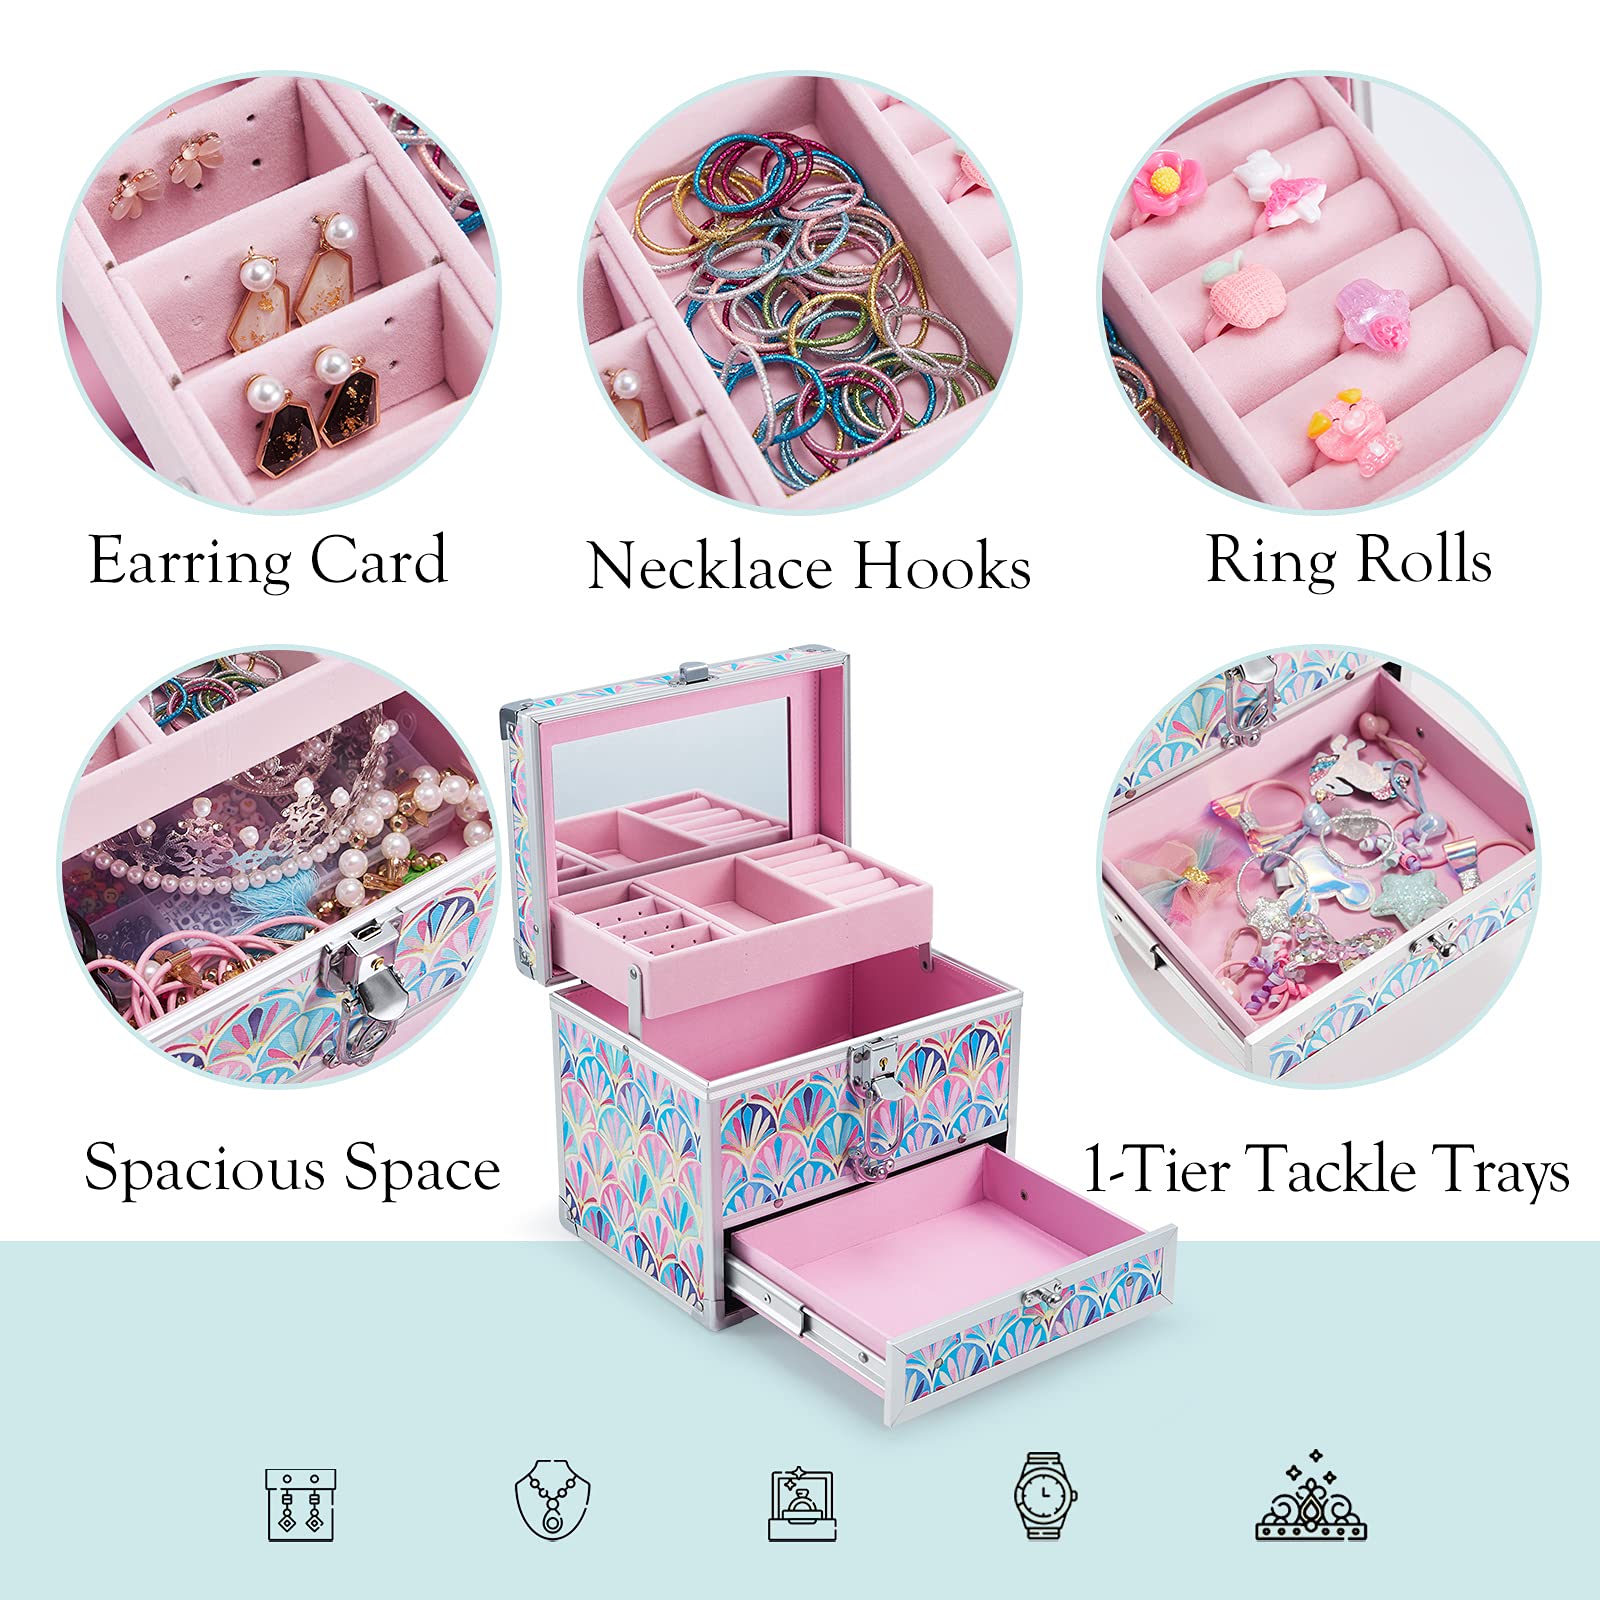 Earring Card
Necklace Hooks
Ring Rolls
Spacious Space
1-Tier Tackle Trays